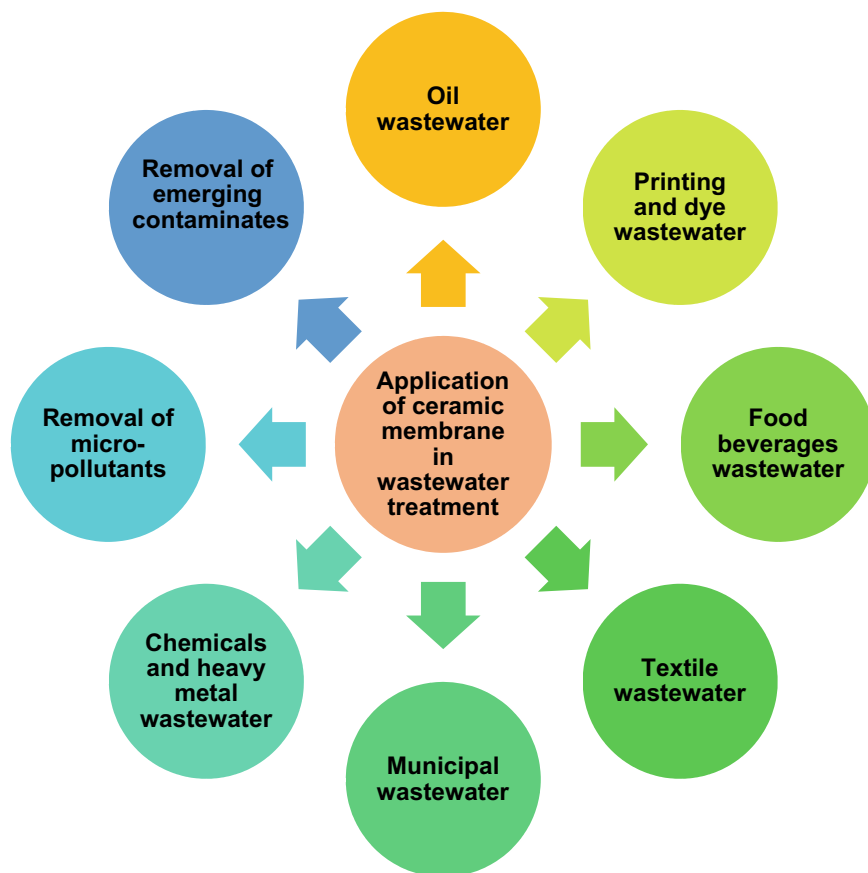 Oil
wastewater
Printing
and dye
wastewater
Food
beverages
wastewater
Textile
wastewater
Municipal
wastewater
Chemicals
and heavy
metal
wastewater
Removal of
micro-
pollutants
Removal of
emerging
contaminates
Application
of ceramic
membrane
in
wastewater
treatment